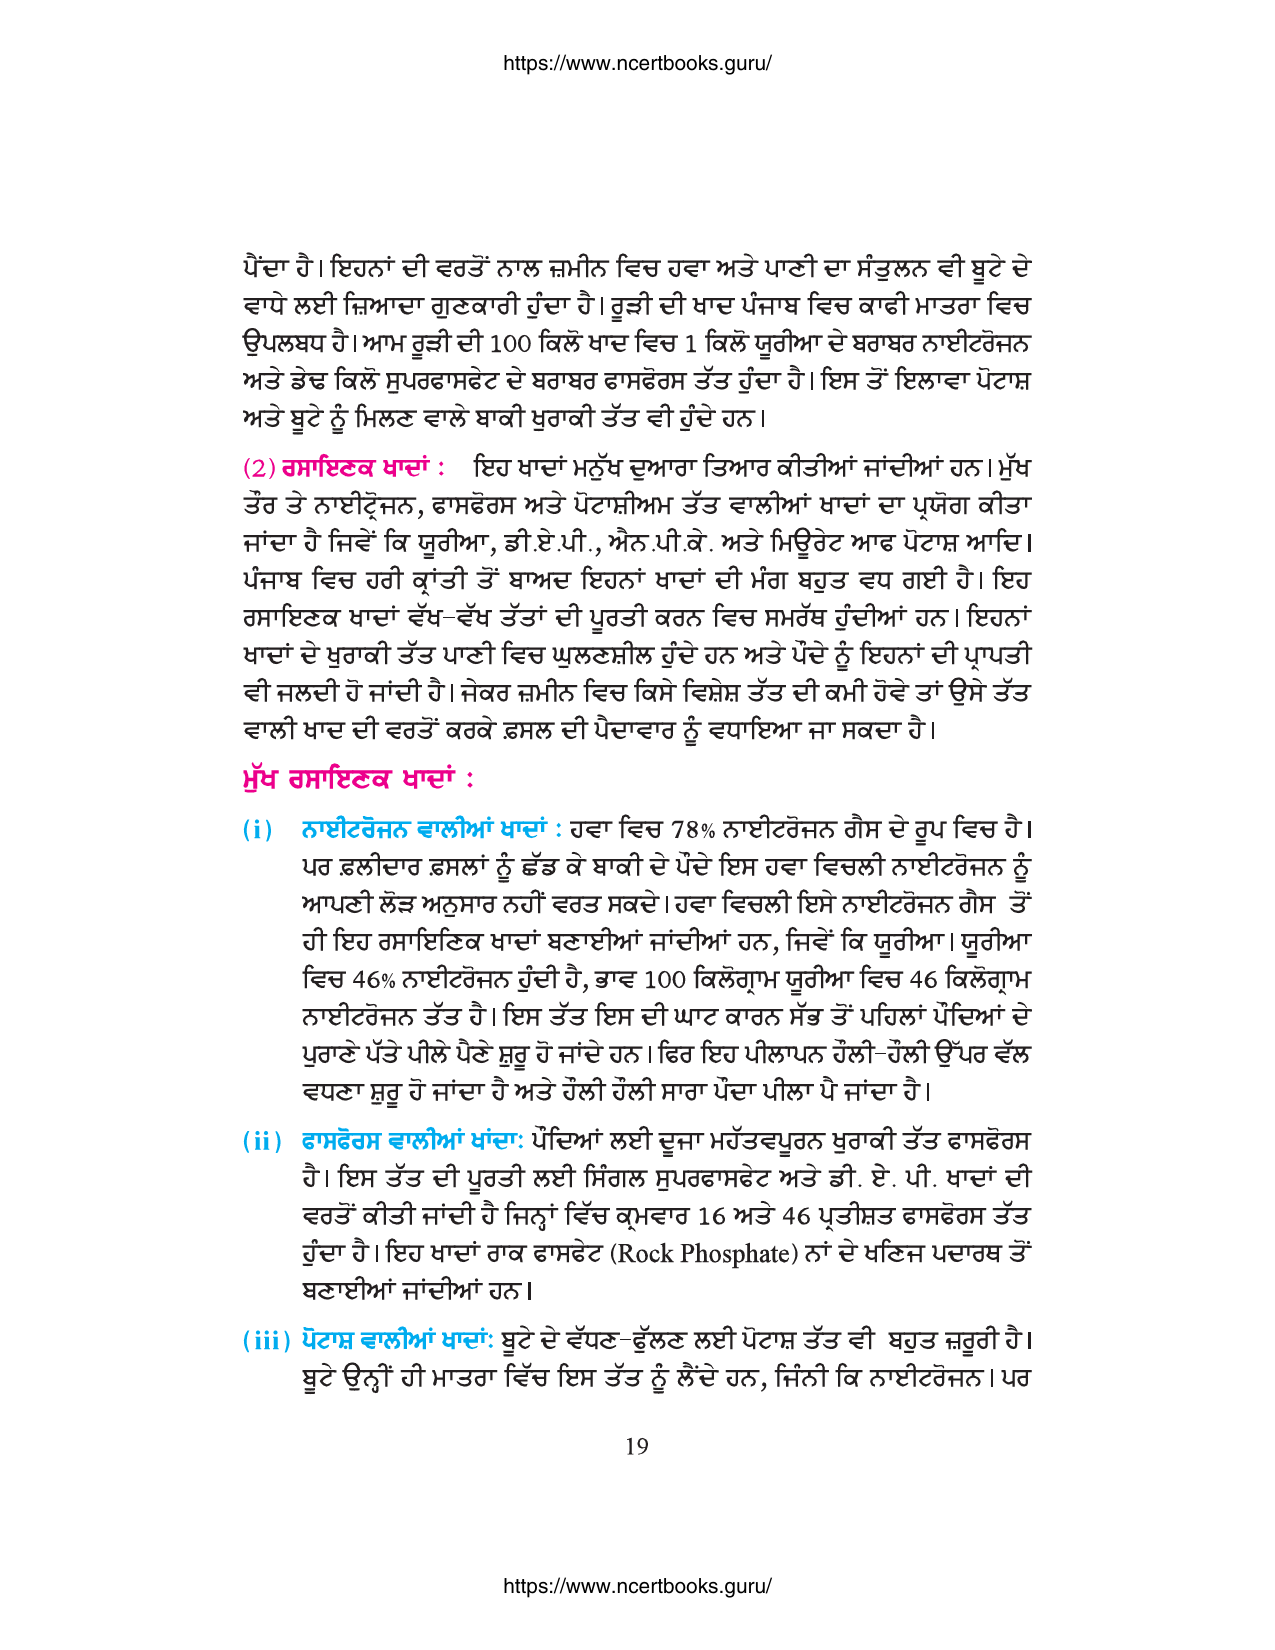 https://www.ncertbooks.guru/
ਪੈਂਦਾ ਹੈ। ਇਹਨਾਂ ਦੀ ਵਰਤੋਂ ਨਾਲ ਜ਼ਮੀਨ ਵਿਚ ਹਵਾ ਅਤੇ ਪਾਣੀ ਦਾ ਸੰਤੁਲਨ ਵੀ ਬੂਟੇ ਦੇ
ਵਾਧੇ ਲਈ ਜ਼ਿਆਦਾ ਗੁਣਕਾਰੀ ਹੁੰਦਾ ਹੈ। ਰੂੜੀ ਦੀ ਖਾਦ ਪੰਜਾਬ ਵਿਚ ਕਾਫੀ ਮਾਤਰਾ ਵਿਚ
ਉਪਲਬਧ ਹੈ। ਆਮ ਰੂੜੀ ਦੀ 100 ਕਿਲੋ ਖਾਦ ਵਿਚ 1 ਕਿਲੋ ਯੂਰੀਆ ਦੇ ਬਰਾਬਰ ਨਾਈਟਰੋਜਨ
ਅਤੇ ਡੇਢ ਕਿਲੋ ਸੁਪਰਫਾਸਫੇਟ ਦੇ ਬਰਾਬਰ ਫਾਸਫੋਰਸ ਤੱਤ ਹੁੰਦਾ ਹੈ। ਇਸ ਤੋਂ ਇਲਾਵਾ ਪੋਟਾਸ਼
ਅਤੇ ਬੂਟੇ ਨੂੰ ਮਿਲਣ ਵਾਲੇ ਬਾਕੀ ਖੁਰਾਕੀ ਤੱਤ ਵੀ ਹੁੰਦੇ ਹਨ।
(2) ਰਸਾਇਣਕ ਖਾਦਾਂ : ਇਹ ਖਾਦਾਂ ਮਨੁੱਖ ਦੁਆਰਾ ਤਿਆਰ ਕੀਤੀਆਂ ਜਾਂਦੀਆਂ ਹਨ। ਮੁੱਖ
ਤੌਰ ਤੇ ਨਾਈਟ੍ਰੋਜਨ, ਫਾਸਫੋਰਸ ਅਤੇ ਪੋਟਾਸ਼ੀਅਮ ਤੱਤ ਵਾਲੀਆਂ ਖਾਦਾਂ ਦਾ ਪ੍ਰਯੋਗ ਕੀਤਾ
ਜਾਂਦਾ ਹੈ ਜਿਵੇਂ ਕਿ ਯੂਰੀਆ, ਡੀ.ਏ.ਪੀ., ਐਨ.ਪੀ.ਕੇ. ਅਤੇ ਮਿਊਰੇਟ ਆਫ ਪੋਟਾਸ਼ ਆਦਿ।
ਪੰਜਾਬ ਵਿਚ ਹਰੀ ਕ੍ਰਾਂਤੀ ਤੋਂ ਬਾਅਦ ਇਹਨਾਂ ਖਾਦਾਂ ਦੀ ਮੰਗ ਬਹੁਤ ਵਧ ਗਈ ਹੈ। ਇਹ
ਰਸਾਇਣਕ ਖਾਦਾਂ ਵੱਖ-ਵੱਖ ਤੱਤਾਂ ਦੀ ਪੂਰਤੀ ਕਰਨ ਵਿਚ ਸਮਰੱਥ ਹੁੰਦੀਆਂ ਹਨ। ਇਹਨਾਂ
ਖਾਦਾਂ ਦੇ ਖੁਰਾਕੀ ਤੱਤ ਪਾਣੀ ਵਿਚ ਘੁਲਣਸ਼ੀਲ ਹੁੰਦੇ ਹਨ ਅਤੇ ਪੌਦੇ ਨੂੰ ਇਹਨਾਂ ਦੀ ਪ੍ਰਾਪਤੀ
ਵੀ ਜਲਦੀ ਹੋ ਜਾਂਦੀ ਹੈ। ਜੇਕਰ ਜ਼ਮੀਨ ਵਿਚ ਕਿਸੇ ਵਿਸ਼ੇਸ਼ ਤੱਤ ਦੀ ਕਮੀ ਹੋਵੇ ਤਾਂ ਉਸੇ ਤੱਤ
ਵਾਲੀ ਖਾਦ ਦੀ ਵਰਤੋਂ ਕਰਕੇ ਫ਼ਸਲ ਦੀ ਪੈਦਾਵਾਰ ਨੂੰ ਵਧਾਇਆ ਜਾ ਸਕਦਾ ਹੈ।
ਮੁੱਖ ਰਸਾਇਣਕ ਖਾਦਾਂ :
(i) ਨਾਈਟਰੋਜਨ ਵਾਲੀਆਂ ਖਾਦਾਂ : ਹਵਾ ਵਿਚ 78% ਨਾਈਟਰੋਜਨ ਗੈਸ ਦੇ ਰੂਪ ਵਿਚ ਹੈ।
ਪਰ ਫ਼ਲੀਦਾਰ ਫ਼ਸਲਾਂ ਨੂੰ ਛੱਡ ਕੇ ਬਾਕੀ ਦੇ ਪੌਦੇ ਇਸ ਹਵਾ ਵਿਚਲੀ ਨਾਈਟਰੋਜਨ ਨੂੰ
ਆਪਣੀ ਲੋੜ ਅਨੁਸਾਰ ਨਹੀਂ ਵਰਤ ਸਕਦੇ। ਹਵਾ ਵਿਚਲੀ ਇਸੇ ਨਾਈਟਰੋਜਨ ਗੈਸ ਤੋਂ
ਹੀ ਇਹ ਰਸਾਇਣਿਕ ਖਾਦਾਂ ਬਣਾਈਆਂ ਜਾਂਦੀਆਂ ਹਨ, ਜਿਵੇਂ ਕਿ ਯੂਰੀਆ। ਯੂਰੀਆ
ਵਿਚ 46% ਨਾਈਟਰੋਜਨ ਹੁੰਦੀ ਹੈ, ਭਾਵ 100 ਕਿਲੋਗ੍ਰਾਮ ਯੂਰੀਆ ਵਿਚ 46 ਕਿਲੋਗ੍ਰਾਮ
ਨਾਈਟਰੋਜਨ ਤੱਤ ਹੈ। ਇਸ ਤੱਤ ਇਸ ਦੀ ਘਾਟ ਕਾਰਨ ਸੱਭ ਤੋਂ ਪਹਿਲਾਂ ਪੌਦਿਆਂ ਦੇ
ਪੁਰਾਣੇ ਪੱਤੇ ਪੀਲੇ ਪੈਣੇ ਸ਼ੁਰੂ ਹੋ ਜਾਂਦੇ ਹਨ। ਫਿਰ ਇਹ ਪੀਲਾਪਨ ਹੌਲੀ-ਹੌਲੀ ਉੱਪਰ ਵੱਲ
ਵਧਣਾ ਸ਼ੁਰੂ ਹੋ ਜਾਂਦਾ ਹੈ ਅਤੇ ਹੌਲੀ ਹੌਲੀ ਸਾਰਾ ਪੌਦਾ ਪੀਲਾ ਪੈ ਜਾਂਦਾ ਹੈ।
(ii) ਫਾਸਫੋਰਸ ਵਾਲੀਆਂ ਖਾਂਦਾ: ਪੌਦਿਆਂ ਲਈ ਦੂਜਾ ਮਹੱਤਵਪੂਰਨ ਖੁਰਾਕੀ ਤੱਤ ਫਾਸਫੋਰਸ
ਹੈ। ਇਸ ਤੱਤ ਦੀ ਪੂਰਤੀ ਲਈ ਸਿੰਗਲ ਸੁਪਰਫਾਸਫੇਟ ਅਤੇ ਡੀ. ਏ. ਪੀ. ਖਾਦਾਂ ਦੀ
ਵਰਤੋਂ ਕੀਤੀ ਜਾਂਦੀ ਹੈ ਜਿਨ੍ਹਾਂ ਵਿੱਚ ਕ੍ਰਮਵਾਰ 16 ਅਤੇ 46 ਪ੍ਰਤੀਸ਼ਤ ਫਾਸਫੋਰਸ ਤੱਤ
ਹੁੰਦਾ ਹੈ। ਇਹ ਖਾਦਾਂ ਰਾਕ ਫਾਸਫੇਟ (Rock Phosphate) ਨਾਂ ਦੇ ਖਣਿਜ ਪਦਾਰਥ ਤੋਂ
ਬਣਾਈਆਂ ਜਾਂਦੀਆਂ ਹਨ।
(iii) ਪੋਟਾਸ਼ ਵਾਲੀਆਂ ਖਾਦਾਂ: ਬੂਟੇ ਦੇ ਵੱਧਣ-ਫੁੱਲਣ ਲਈ ਪੋਟਾਸ਼ ਤੱਤ ਵੀ ਬਹੁਤ ਜ਼ਰੂਰੀ ਹੈ।
ਬੂਟੇ ਉਨ੍ਹੀਂ ਹੀ ਮਾਤਰਾ ਵਿੱਚ ਇਸ ਤੱਤ ਨੂੰ ਲੈਂਦੇ ਹਨ, ਜਿੰਨੀ ਕਿ ਨਾਈਟਰੋਜਨ। ਪਰ
19
https://www.ncertbooks.guru/